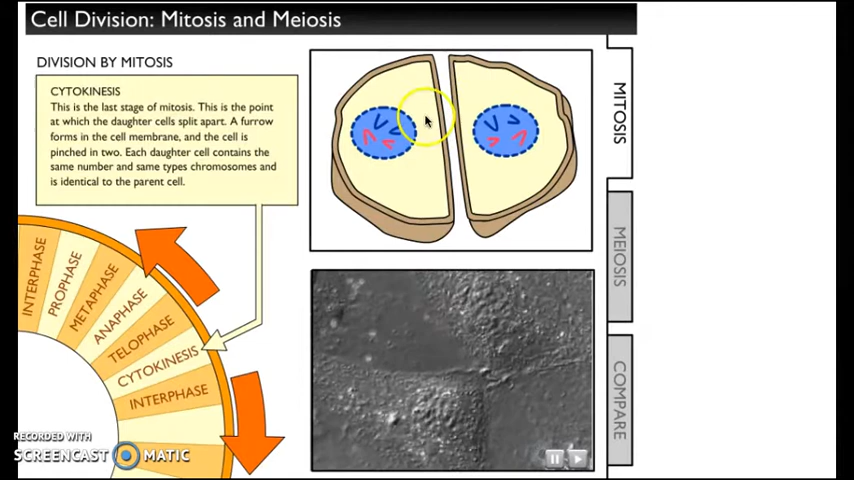 Cell Division: Mitosis and Meiosis
DIVISION BY MITOSIS
CYTOKINESIS
This is the last stage of mitosis. This is the point
at which the daughter cells split apart. A furrow
forms in the cell membrane, and the cell is
pinched in two. Each daughter cell contains the
same number and same types chromosomes and
is identical to the parent cell.
INTERPHASE
PROPHASE
METAPHASE
ANAPHASE
TELOPHASE
CYTOKINESIS
INTERPHASE
MITOSIS
MEIOSIS
COMPARE
RECORDED WITH
SCREENCAST MATIC